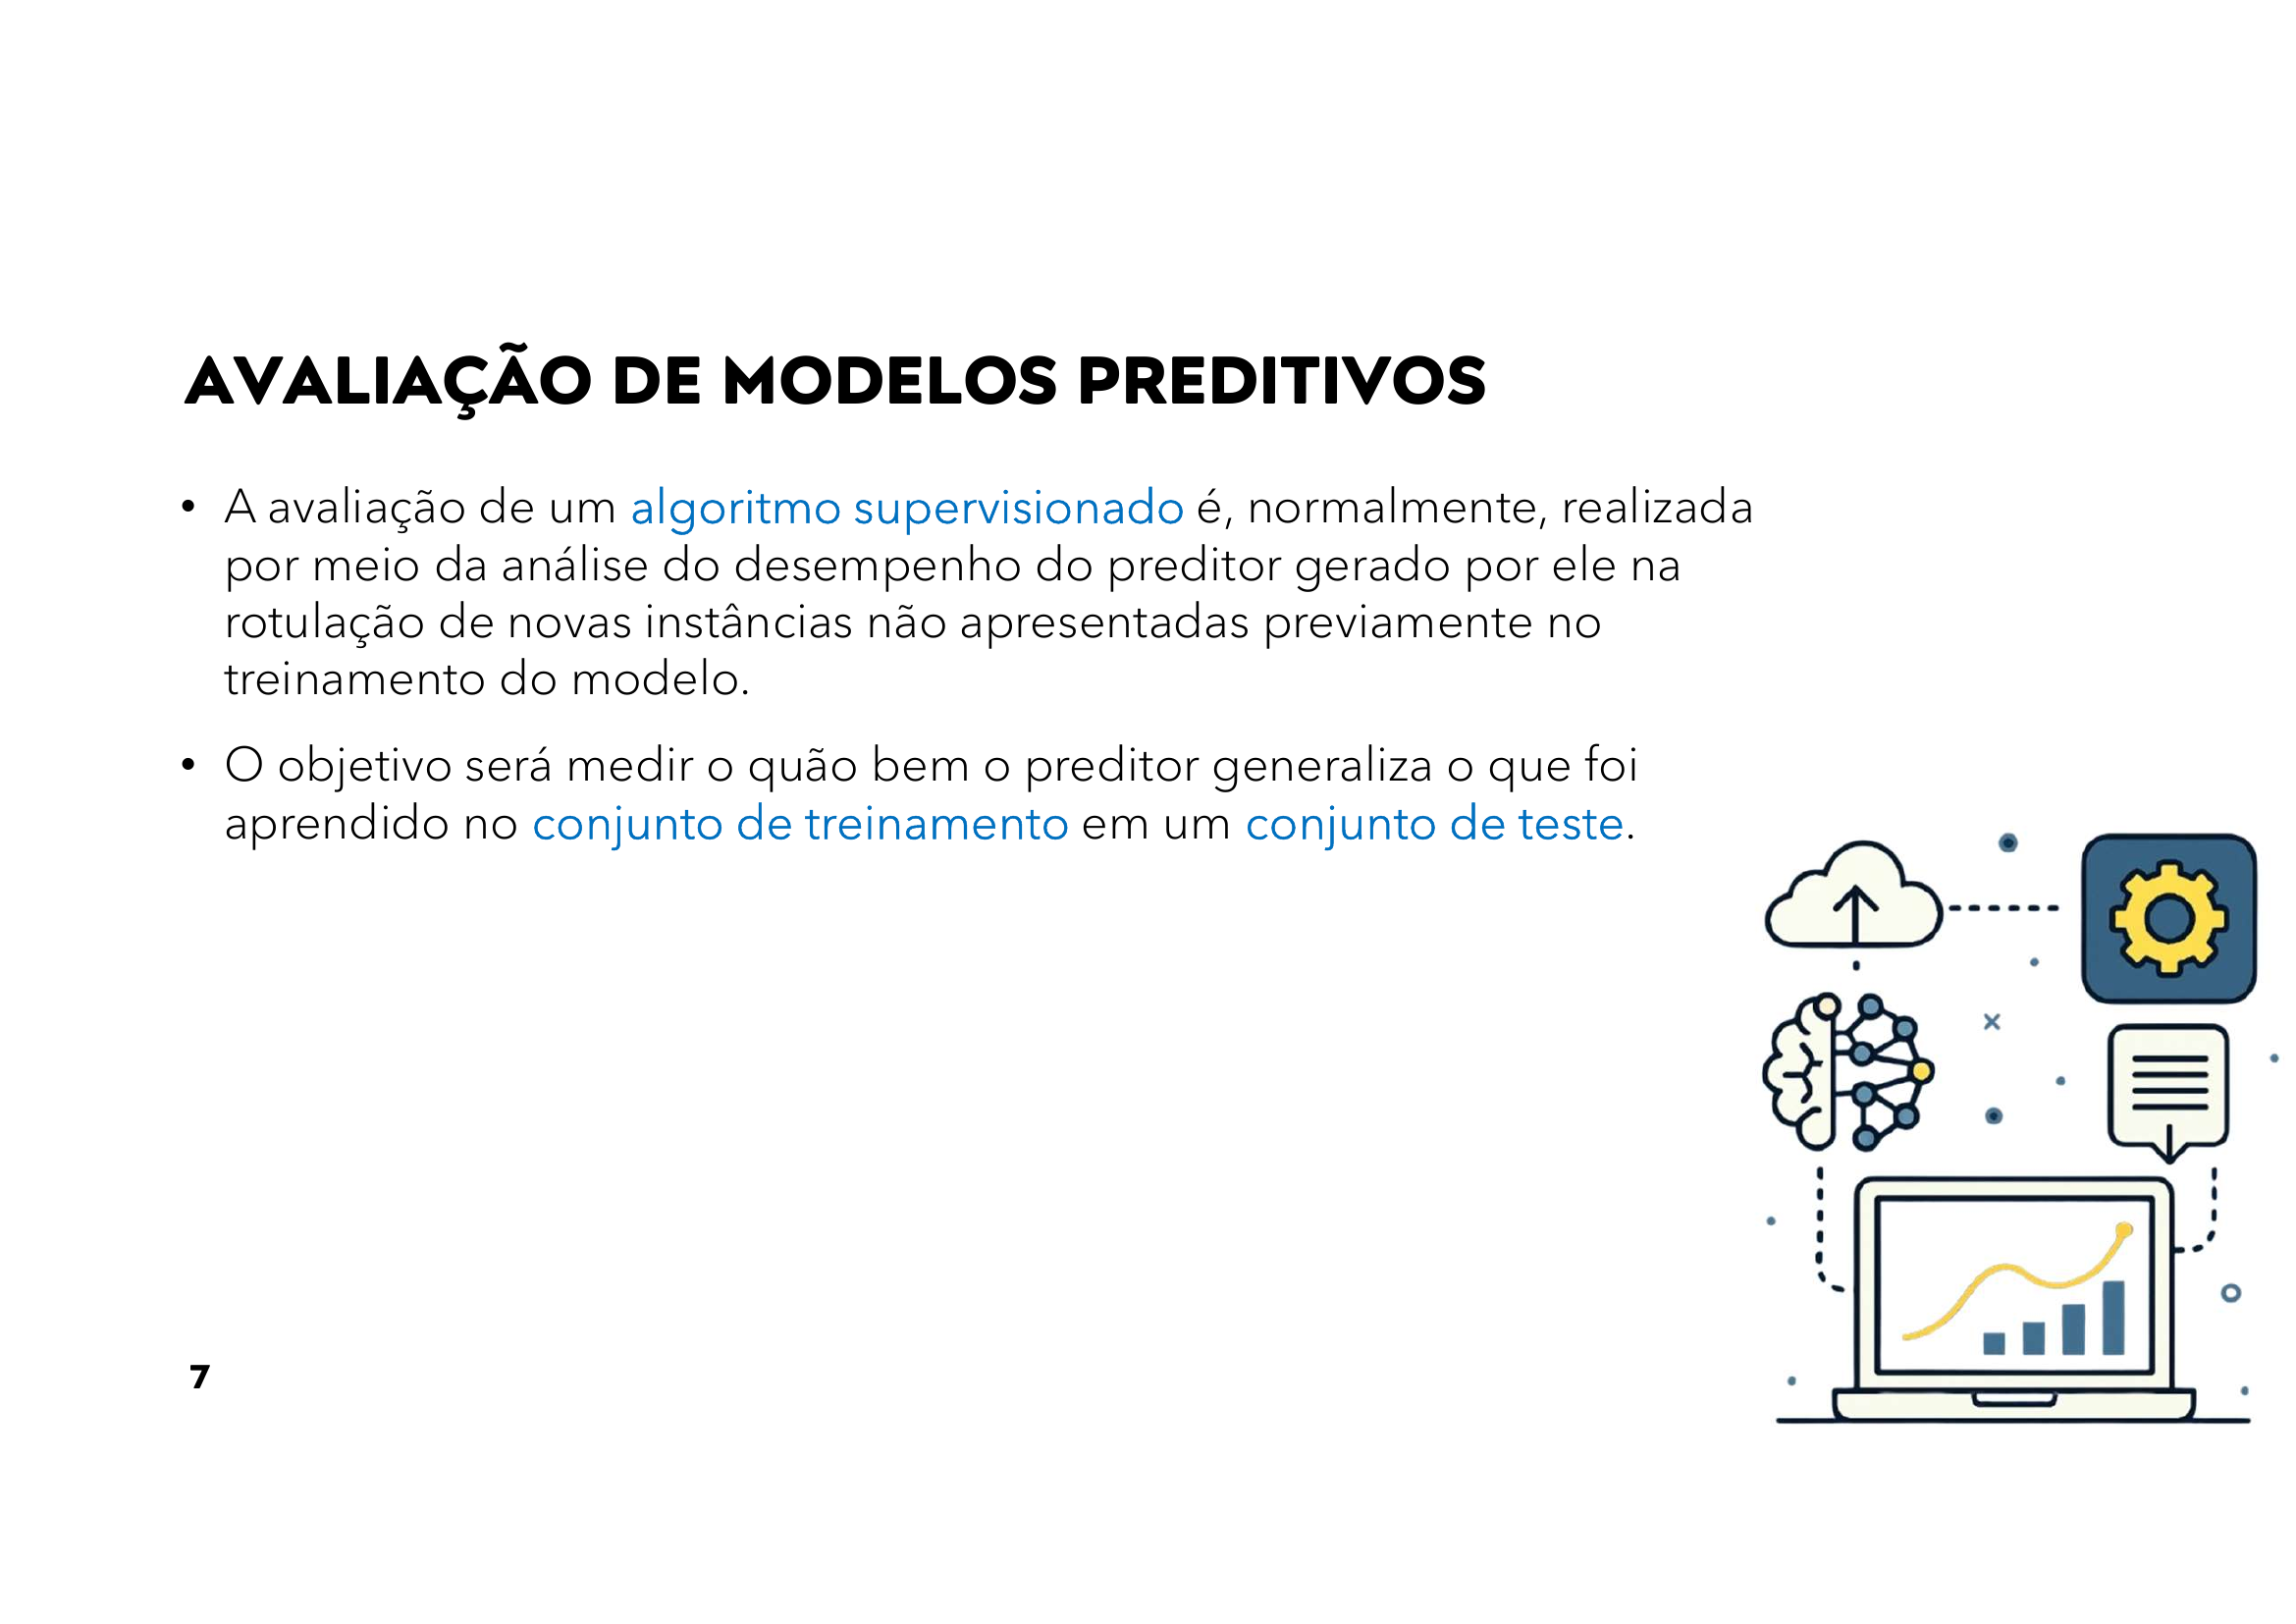 AVALIAÇÃO DE MODELOS PREDITIVOS
• A avaliação de um algoritmo supervisionado é, normalmente, realizada
por meio da análise do desempenho do preditor gerado por ele na
rotulação de novas instâncias não apresentadas previamente no
treinamento do modelo.
• O objetivo será medir o quão bem o preditor generaliza o que foi
aprendido no conjunto de treinamento em um conjunto de teste.
7